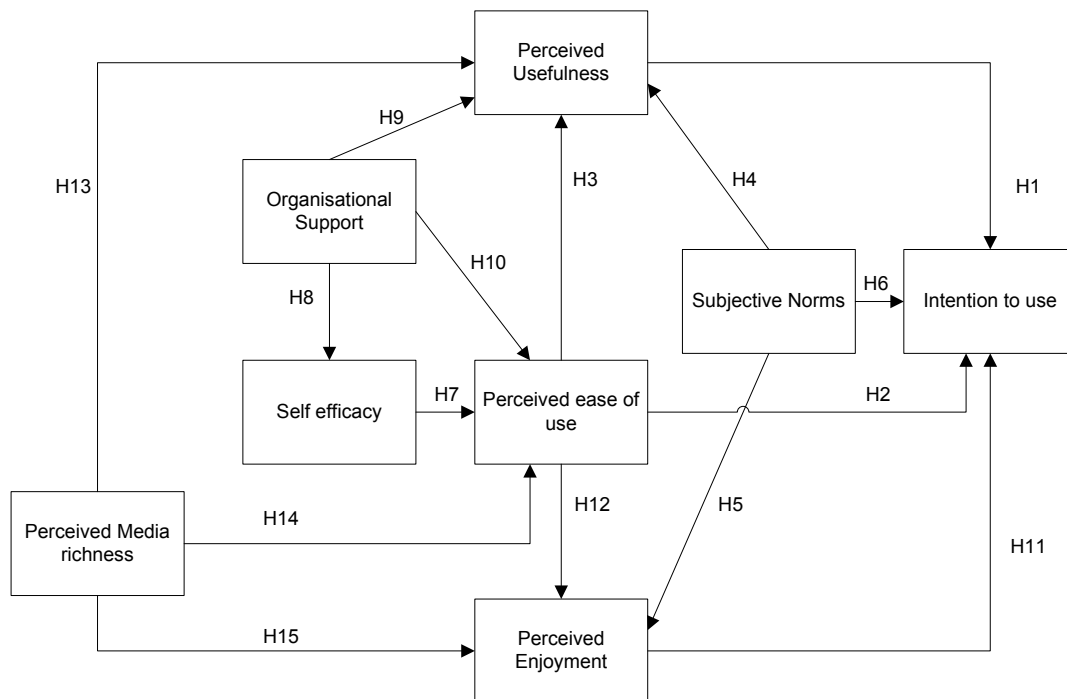 Perceived
Usefulness
H9
H13
H3
H4
H1
Organisational
Support
H10
H8
Subjective Norms
H6
Intention to use
Self efficacy
H7
Perceived ease of
use
H2
H12
H5
Perceived Media
richness
H14
H11
H15
Perceived
Enjoyment